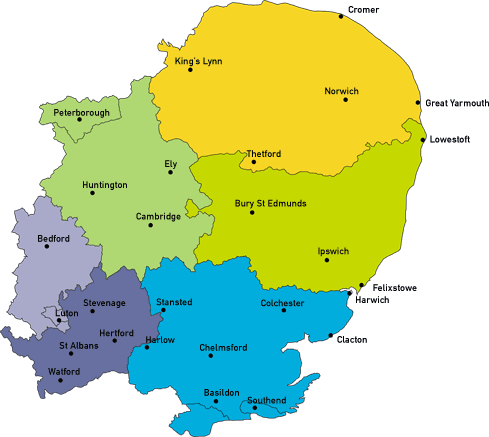 Cromer
King's Lynn
Norwich
Great Yarmouth
Peterborough
Lowestoft
Thetford
Ely
Huntington
Bury St Edmunds
Cambridge
Bedford
Ipswich
Felixstowe
Harwich
Stevenage
Stansted
Colchester
Luton
Hertford
Harlow
Clacton
St Albans
Chelmsford
Watford
Basildon
Southend